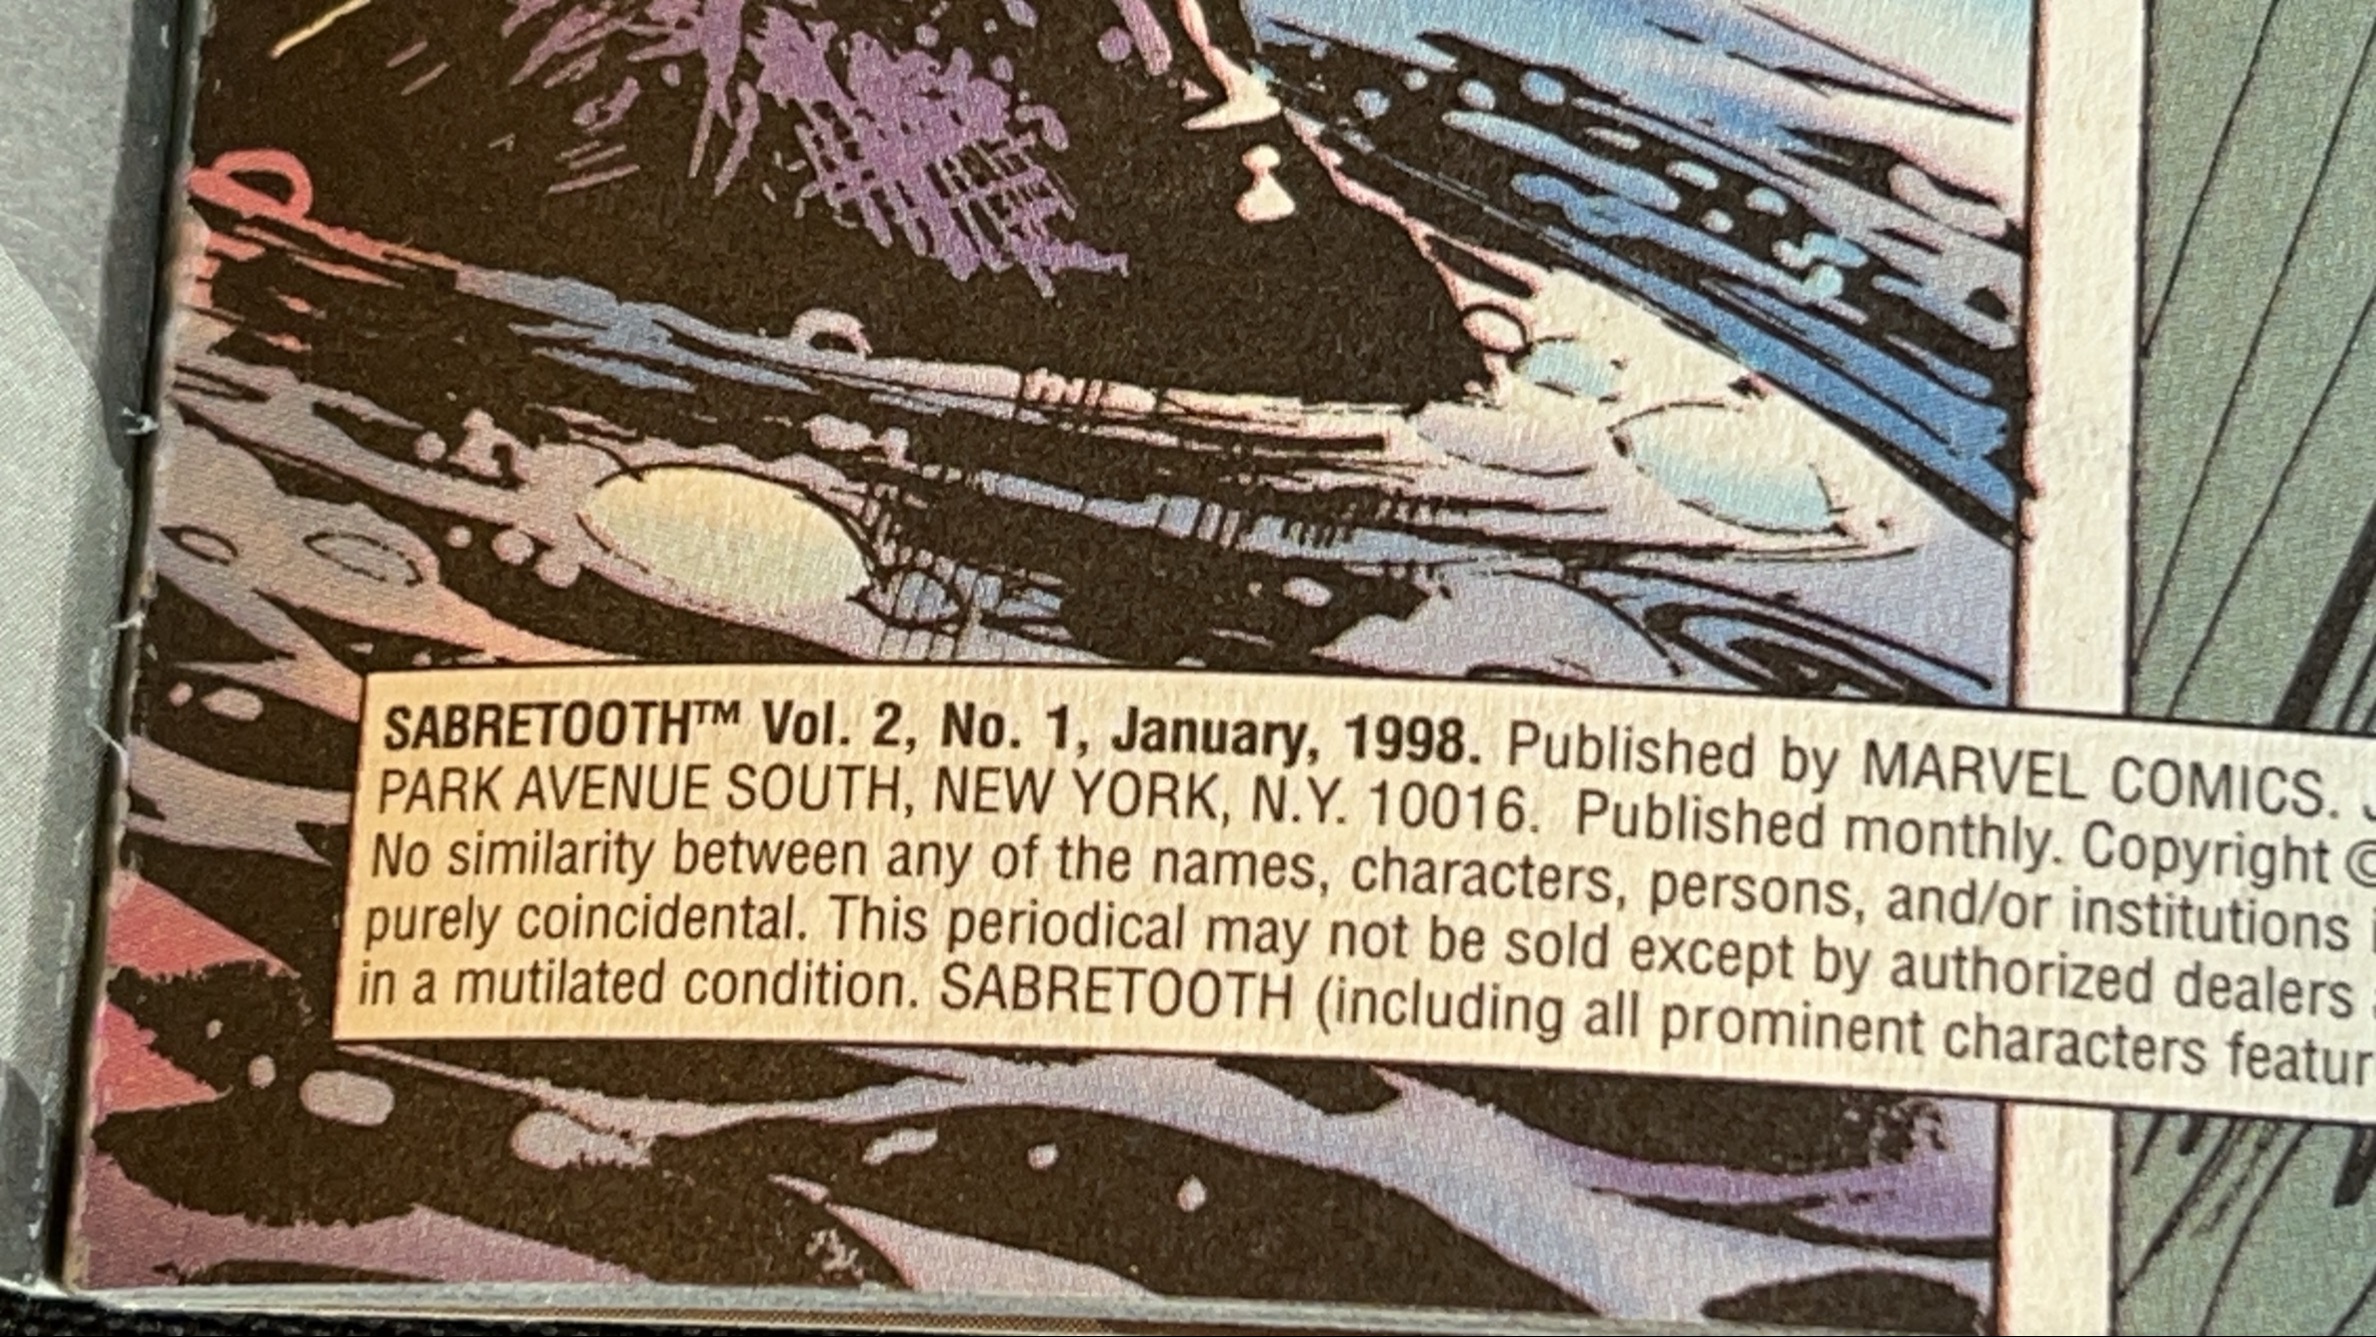 SABRETOOTH™ Vol. 2, No. 1, January, 1998. Published by MARVEL COMICS.
PARK AVENUE SOUTH, NEW YORK, N.Y. 10016. Published monthly. Copyright ©
No similarity between any of the names, characters, persons, and/or institutions
purely coincidental. This periodical may not be sold except by authorized dealers
in a mutilated condition. SABRETOOTH (including all prominent characters featur